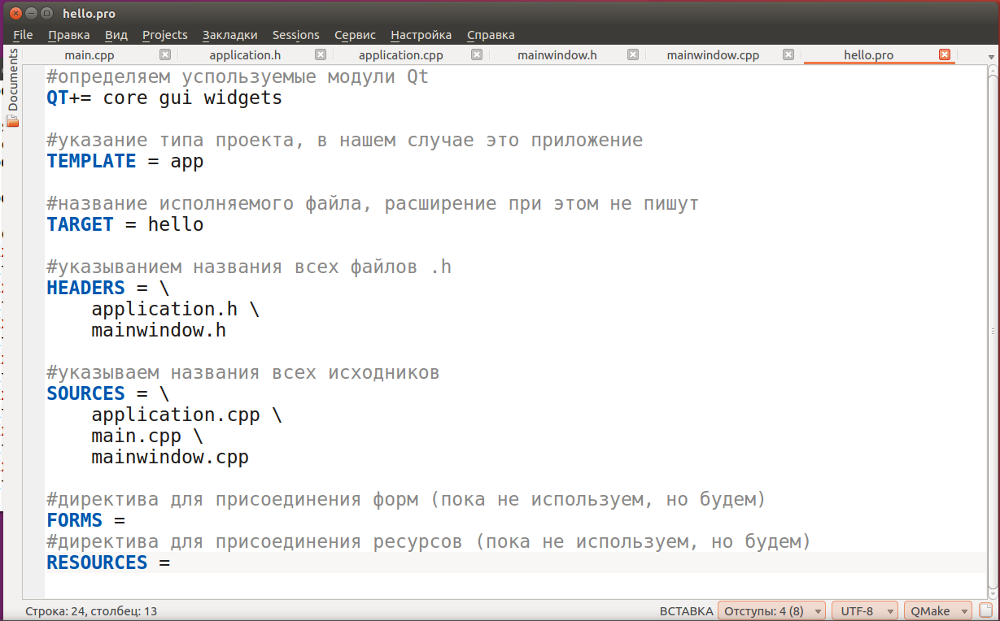 hello.pro
File Правка Вид Projects Закладки Sessions Сервис Настройка Справка
main.cpp application.h application.cpp mainwindow.h mainwindow.cpp hello.pro
Documents
#определяем успользуемые модули Qt
QT+= core gui widgets
#указание типа проекта, в нашем случае это приложение
TEMPLATE = app
#название исполняемого файла, расширение при этом не пишут
TARGET = hello
#указыванием названия всех файлов .h
HEADERS = \
application.h \
mainwindow.h
#указываем названия всех исходников
SOURCES = \
application.cpp \
main.cpp \
mainwindow.cpp
#директива для присоединения форм (пока не используем, но будем)
FORMS =
#директива для присоединения ресурсов (пока не используем, но будем)
RESOURCES =
Строка: 24, столбец: 13 ВСТАВКА Отступы: 4 (8) UTF-8 QMake